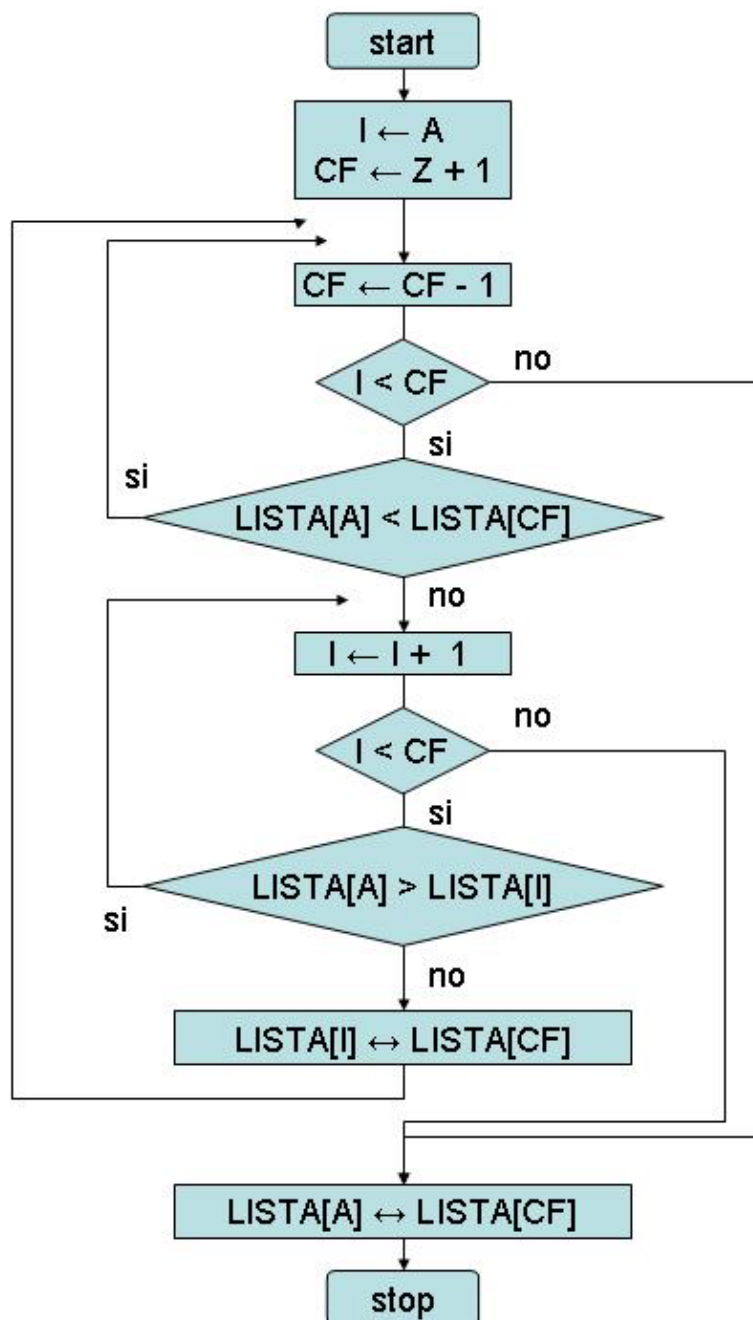 start
I ← A
CF ← Z + 1
CF ← CF - 1
I < CF
no
si
si
LISTA[A] < LISTA[CF]
no
I ← I + 1
no
I < CF
si
LISTA[A] > LISTA[I]
si
no
LISTA[I] ↔ LISTA[CF]
LISTA[A] ↔ LISTA[CF]
stop